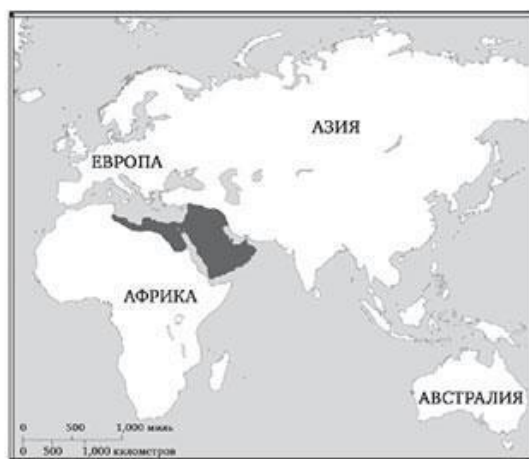 АЗИЯ
ЕВРОПА
АФРИКА
АВСТРАЛИЯ
0 500 1,000 миль
0 500 1,000 километров